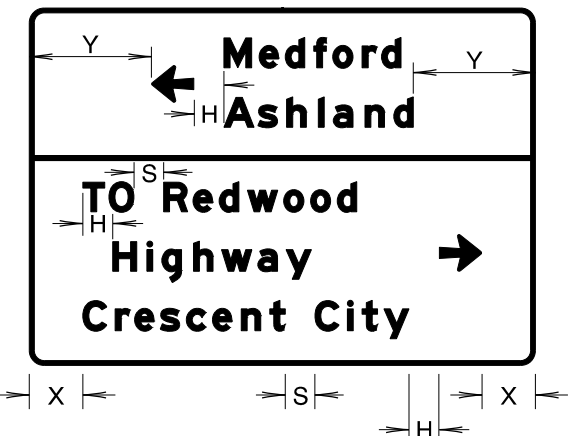 Y
Medford
Y
H
Ashland
S
TO Redwood
H
Highway
Crescent City
X
S
X
H